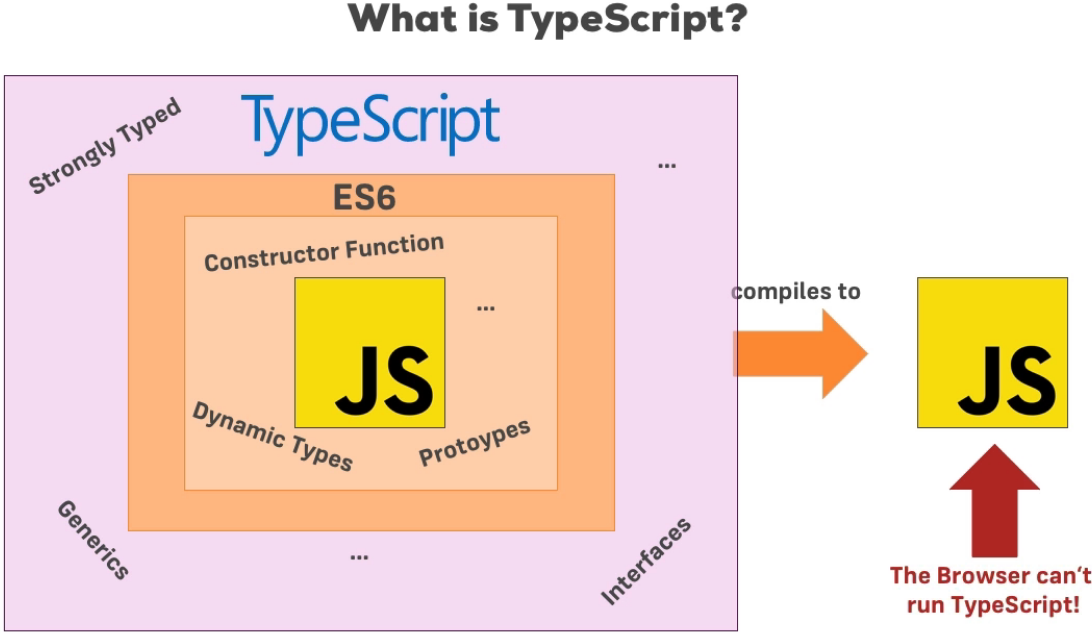 What is TypeScript?
TypeScript
Strongly Typed
...
ES6
Constructor Function
...
JS
Dynamic Types
Protoypes
Generics
...
Interfaces
compiles to
JS
The Browser can't
run TypeScript!